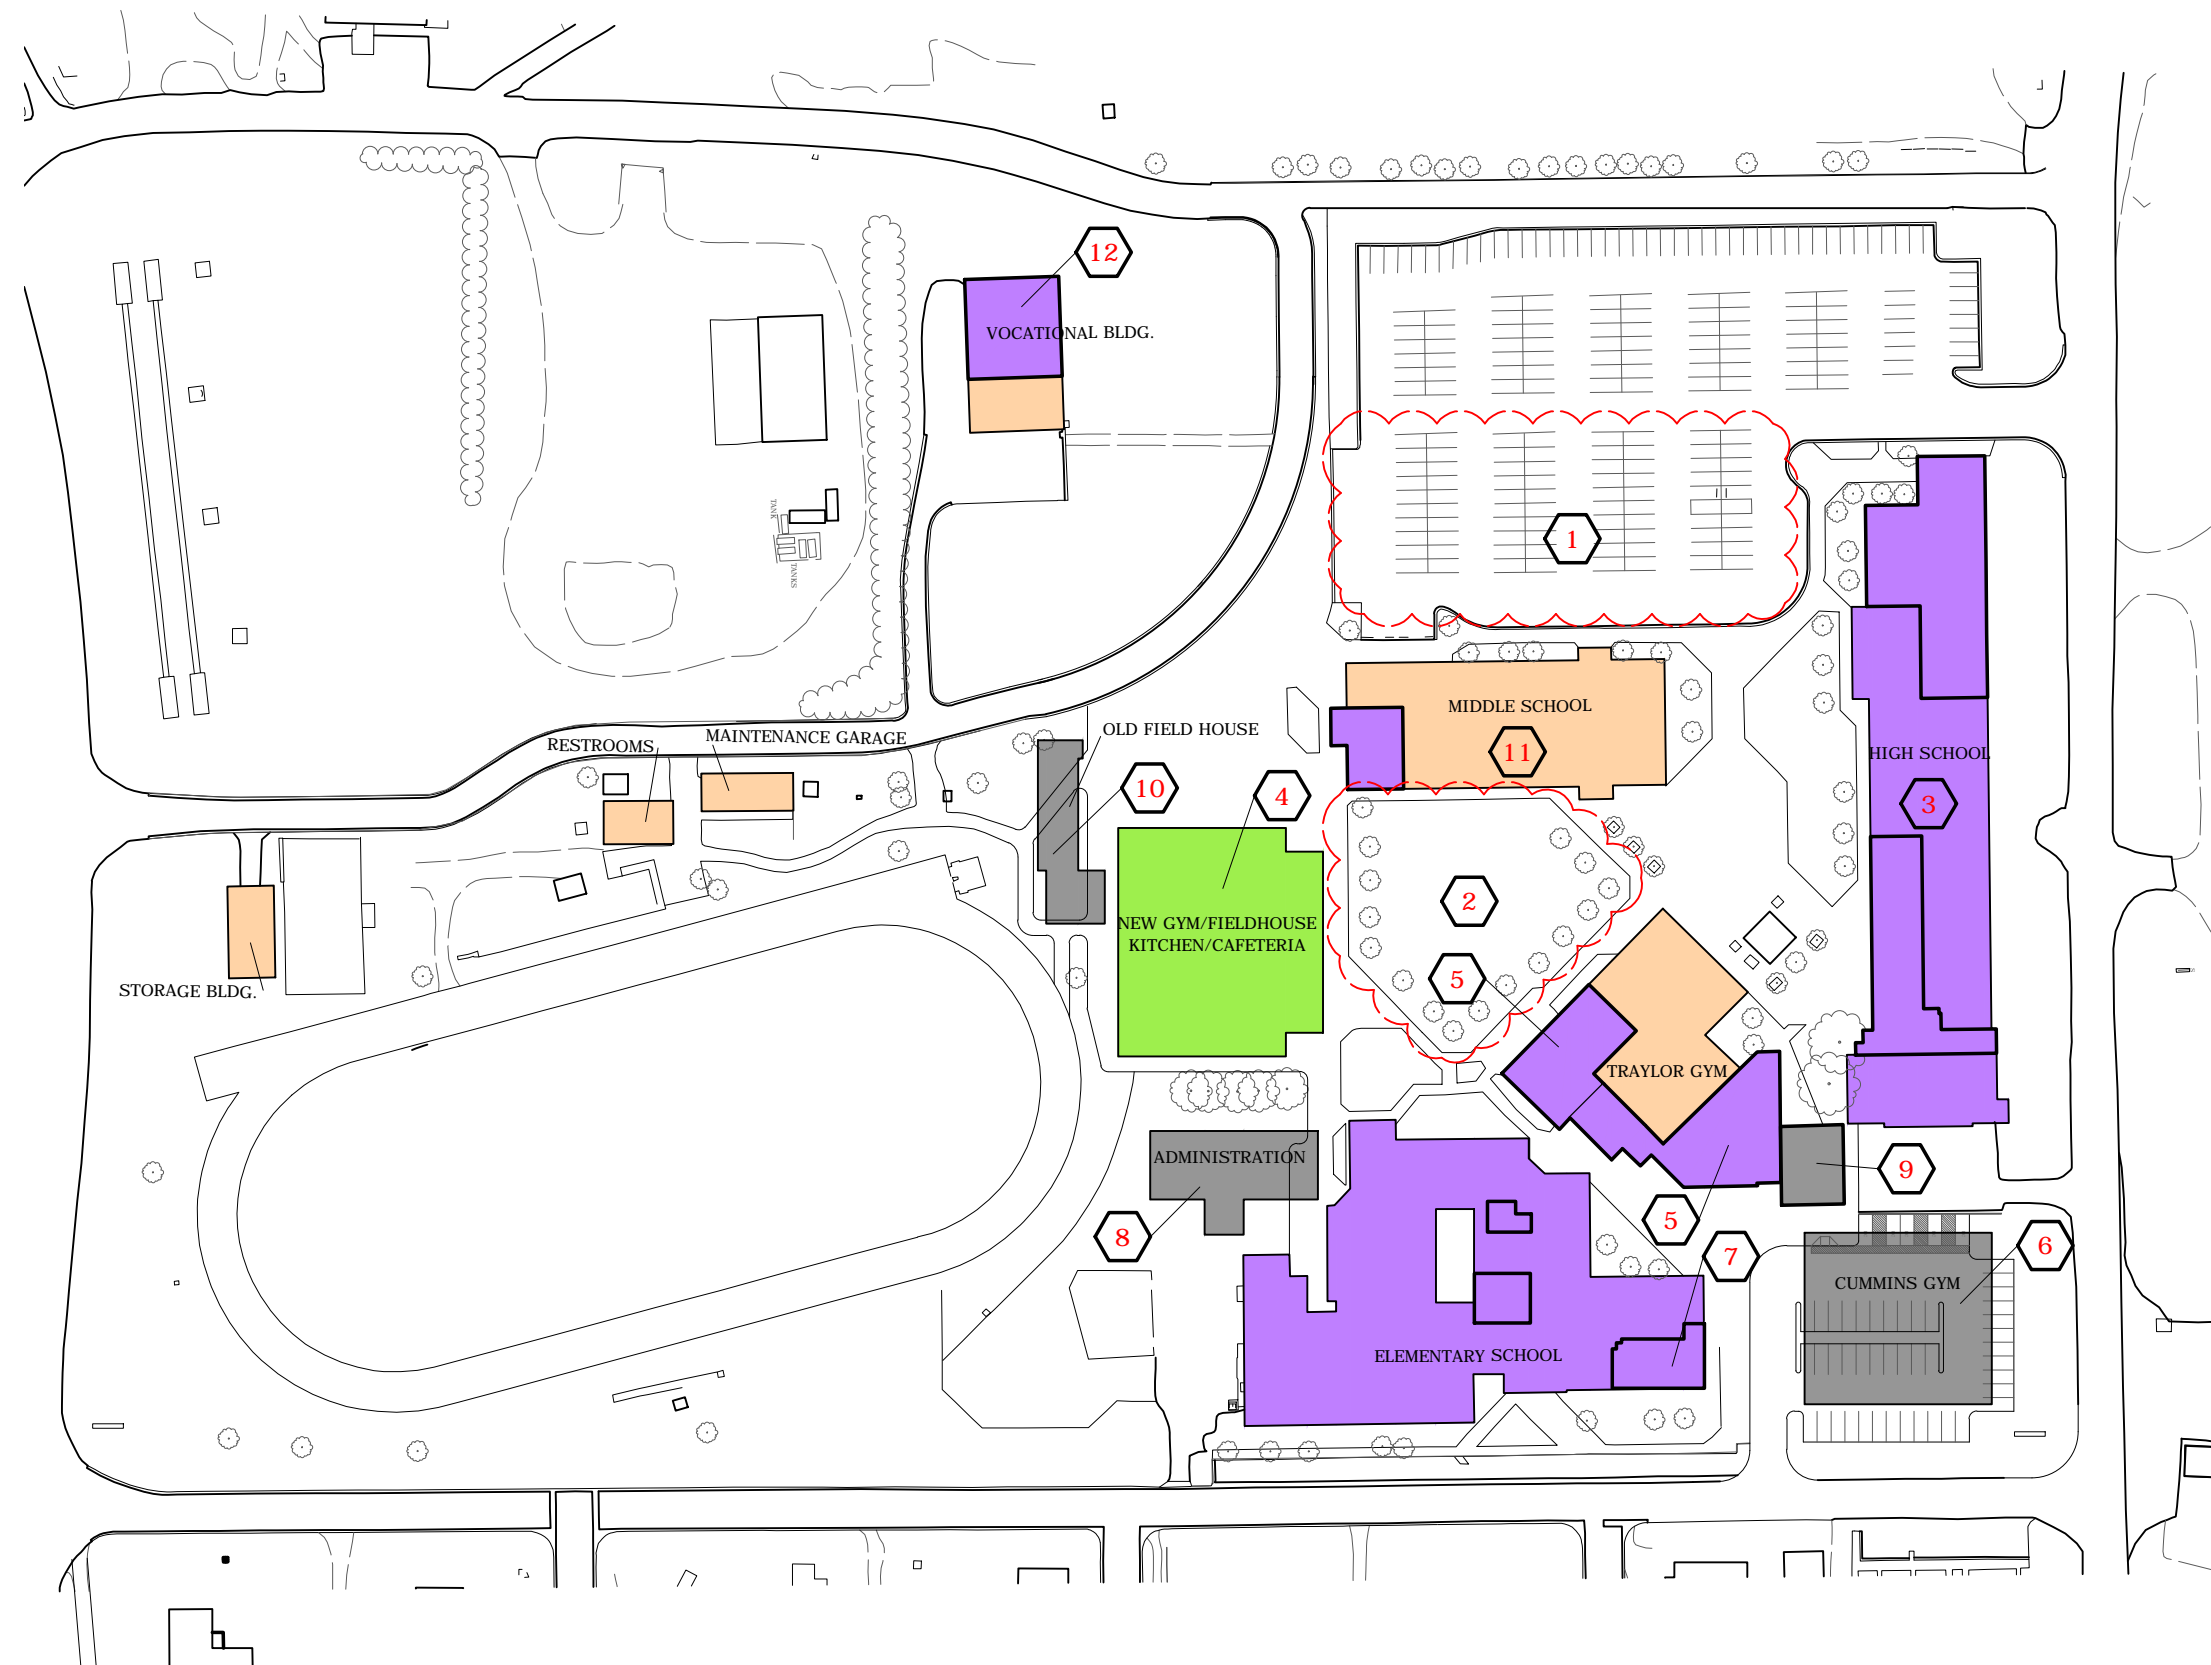 12
VOCATIONAL BLDG.
TANK
TANKS
1
MIDDLE SCHOOL
11
HIGH SCHOOL
3
OLD FIELD HOUSE
MAINTENANCE GARAGE
RESTROOMS
10
4
2
NEW GYM/FIELDHOUSE
KITCHEN/CAFETERIA
5
STORAGE BLDG.
TRAYLOR GYM
ADMINISTRATION
9
8
5
7
6
CUMMINS GYM
ELEMENTARY SCHOOL